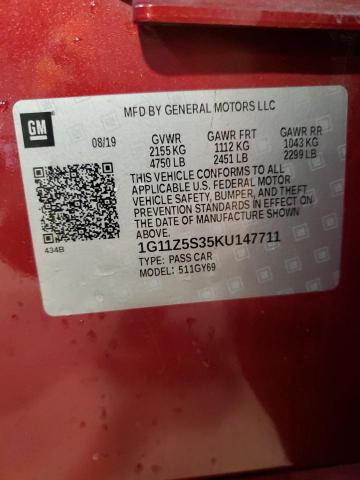 MFD BY GENERAL MOTORS LLC
GM
08/19 GVWR GAWR FRT GAWR RR
2155 KG 1112 KG 1043 KG
4750 LB 2451 LB 2299 LB
THIS VEHICLE CONFORMS TO ALL
APPLICABLE U.S. FEDERAL MOTOR
VEHICLE SAFETY, BUMPER, AND THEFT
PREVENTION STANDARDS IN EFFECT ON
THE DATE OF MANUFACTURE SHOWN
ABOVE.
434B
1G11Z5S35KU147711
TYPE: PASS CAR
MODEL: 511GY69